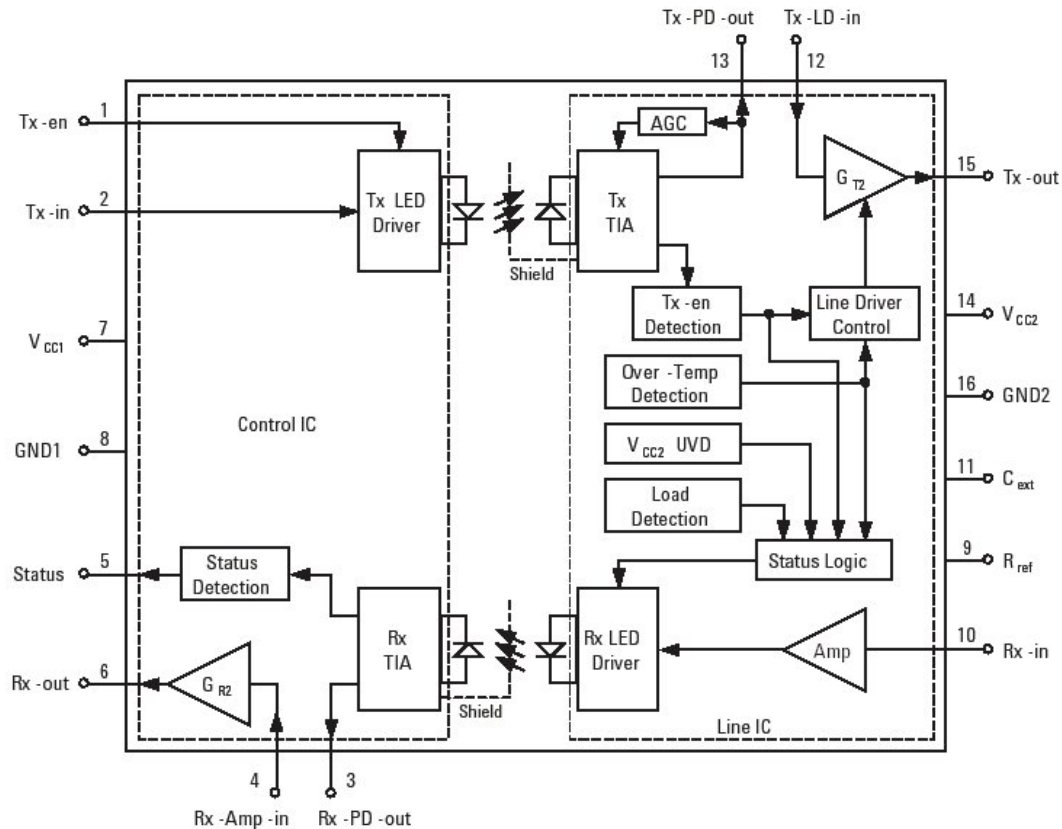 Tx -PD -out
Tx -LD -in
13
12
Tx -en
1
AGC
Tx -in
2
Tx LED
Driver
Tx
TIA
G T2
15
Tx -out
Shield
Tx -en
Detection
Line Driver
Control
14
V CC2
V CC1
7
Over -Temp
Detection
16
GND2
Control IC
GND1
8
V CC2 UVD
11
C ext
Load
Detection
Status
5
Status
Detection
Status Logic
9
R ref
Rx
TIA
Rx LED
Driver
Amp
10
Rx -in
Rx -out
6
G R2
Shield
Line IC
4
3
Rx -Amp -in
Rx -PD -out